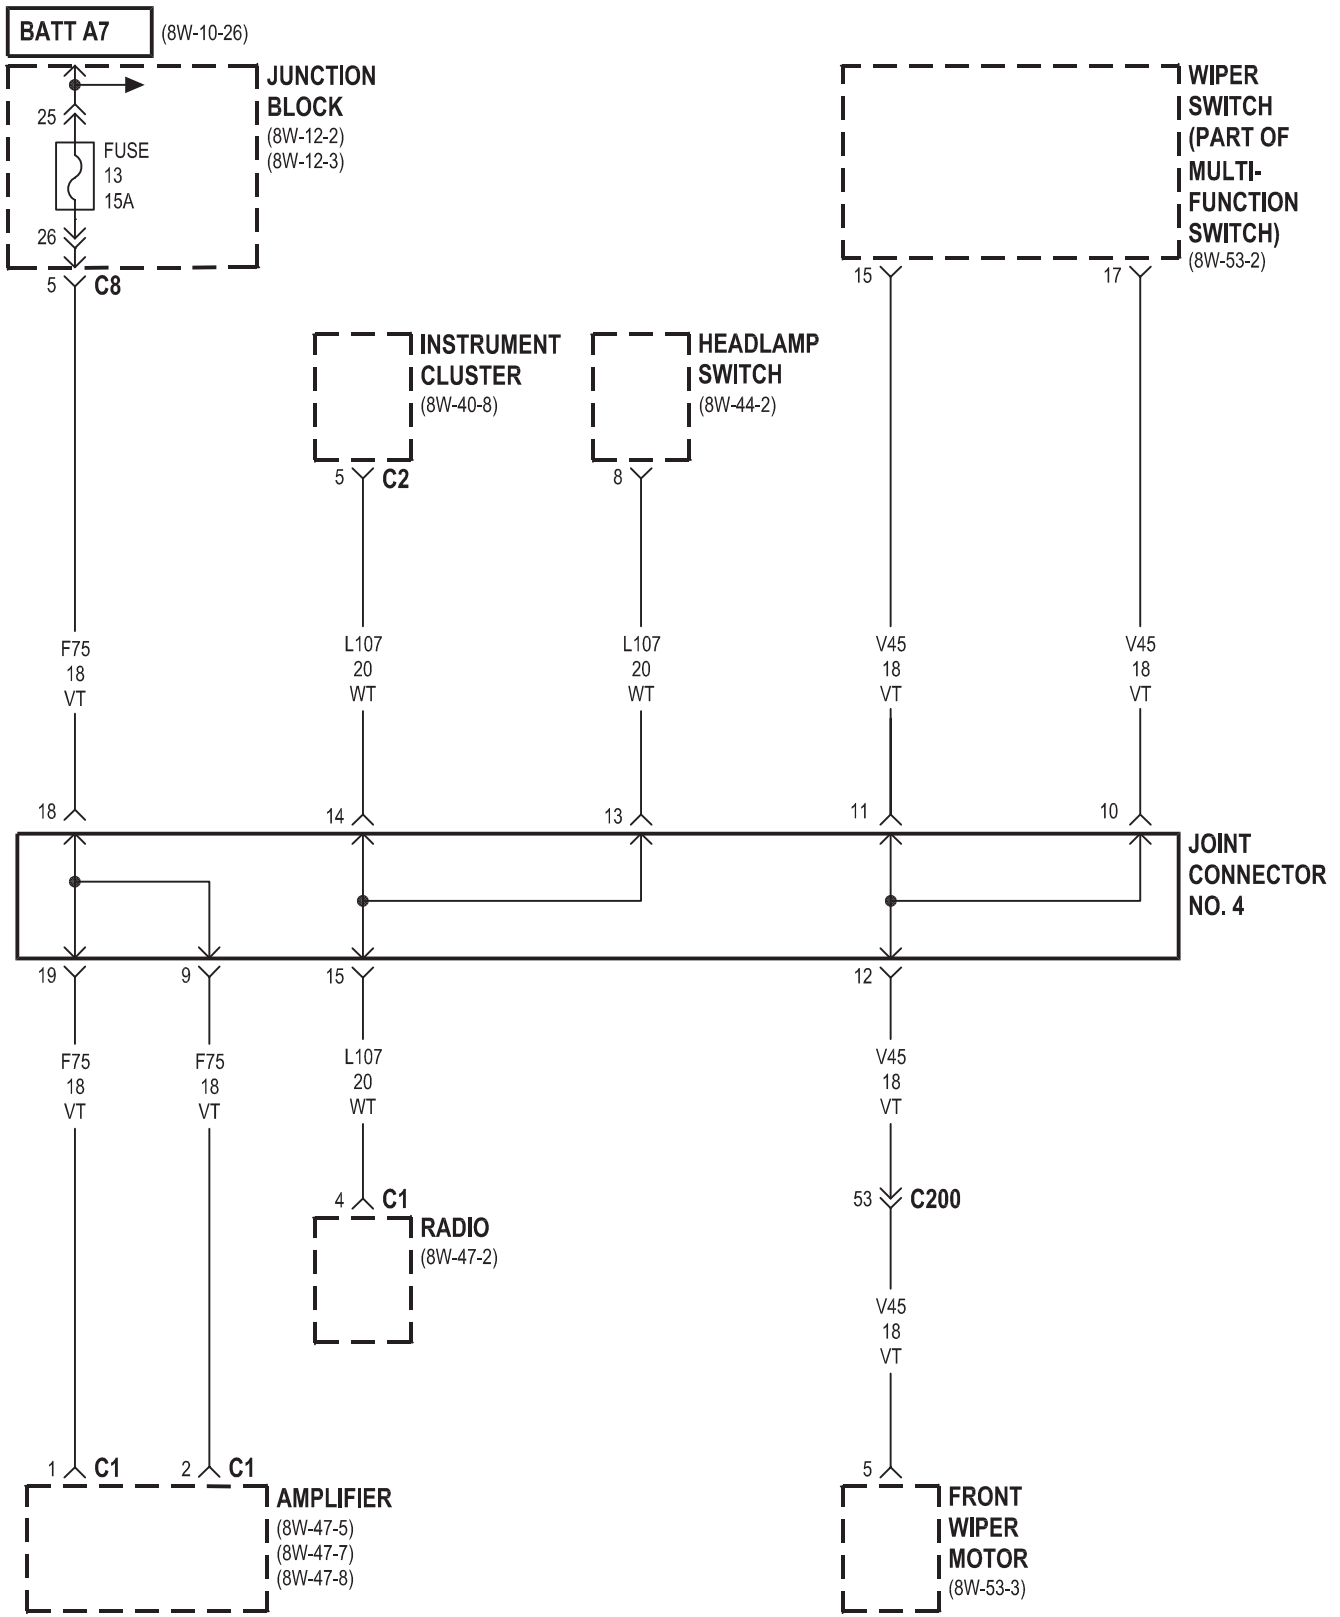 BATT A7
(8W-10-26)
JUNCTION
BLOCK
(8W-12-2)
(8W-12-3)
25
FUSE
13
15A
26
5
C8
WIPER
SWITCH
(PART OF
MULTI-
FUNCTION
SWITCH)
(8W-53-2)
15
17
INSTRUMENT
CLUSTER
(8W-40-8)
5
C2
HEADLAMP
SWITCH
(8W-44-2)
8
F75
18
VT
L107
20
WT
L107
20
WT
V45
18
VT
V45
18
VT
18
14
13
11
10
JOINT
CONNECTOR
NO. 4
19
9
15
12
F75
18
VT
F75
18
VT
L107
20
WT
V45
18
VT
4
C1
RADIO
(8W-47-2)
53
C200
V45
18
VT
1
C1
2
C1
AMPLIFIER
(8W-47-5)
(8W-47-7)
(8W-47-8)
5
FRONT
WIPER
MOTOR
(8W-53-3)